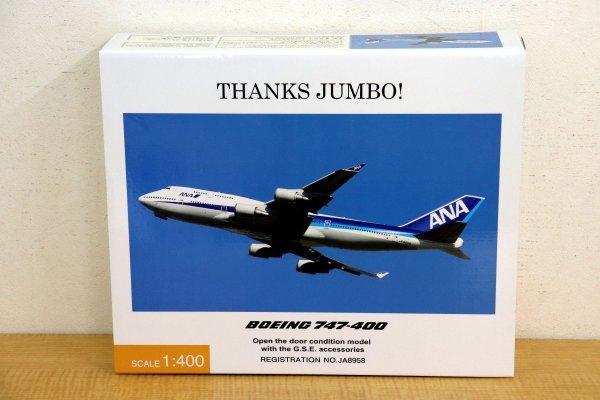 THANKS JUMBO!
ANA
ANA
BOEING 747-400
Open the door condition model
with the G.S.E. accessories
REGISTRATION NO.JA8958
SCALE 1:400